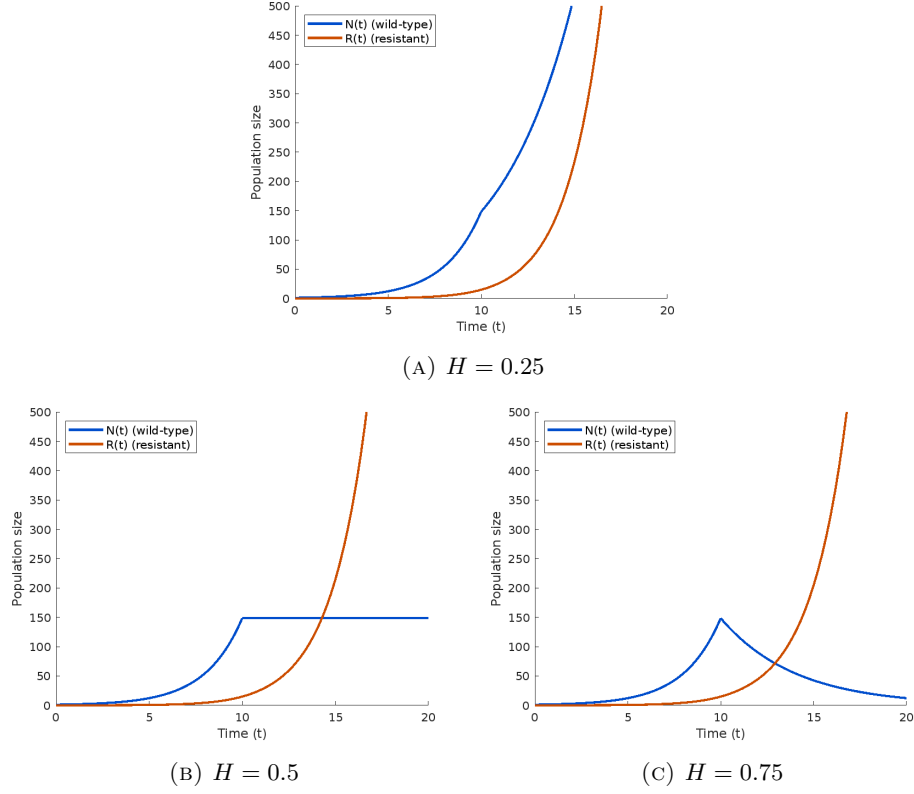 500
450
400
350
300
250
200
150
100
50
0
Population size
N(t) (wild-type)
R(t) (resistant)
0 5 10 15 20
Time (t)
(A) H = 0.25
500
450
400
350
300
250
200
150
100
50
0
Population size
N(t) (wild-type)
R(t) (resistant)
0 5 10 15 20
Time (t)
(B) H = 0.5
500
450
400
350
300
250
200
150
100
50
0
Population size
N(t) (wild-type)
R(t) (resistant)
0 5 10 15 20
Time (t)
(C) H = 0.75